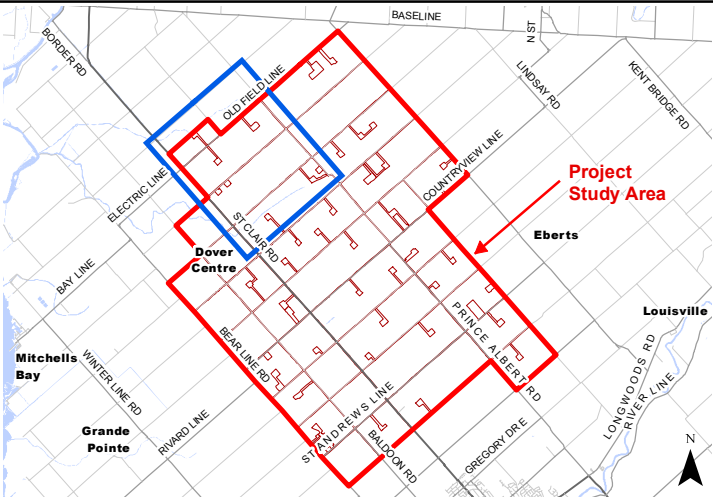 BASELINE
BORDER RD
N ST
LINDSAY RD
KENT BRIDGE RD
OLD FIELD LINE
COUNTRYVIEW LINE
Project
Study Area
ELECTRIC LINE
ST CLAIR RD
Eberts
Dover
Centre
BAY LINE
Louisville
PRINCE ALBERT RD
BEAR LINE RD
Mitchells
Bay
WINTER LINE RD
LONGWOODS RD
RIVER LINE
ST ANDREWS LINE
RIVARD LINE
Grande
Pointe
BALDOON RD
GREGORY DR E
N